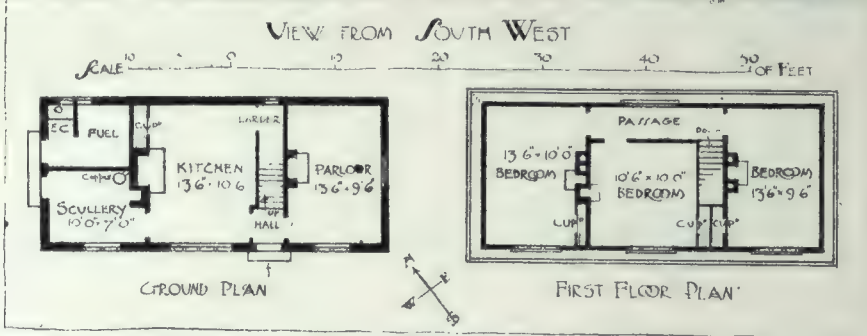 VIEW FROM SOUTH WEST
SCALE 10 0 10 20 30 40 50 OF FEET
E.C.
FUEL
CUPD
LARDER
KITCHEN
13'6" × 10'6
PARLOR
13'6" × 9'6"
Copper
SCULLERY
10'0" × 7'0"
UP
HALL
GROUND PLAN
PASSAGE
13'6" × 10'0"
BEDROOM
10'6" × 10'0"
BEDROOM
BEDROOM
13'6" × 9'6
CUPD
CUPD
CUPD
FIRST FLOOR PLAN